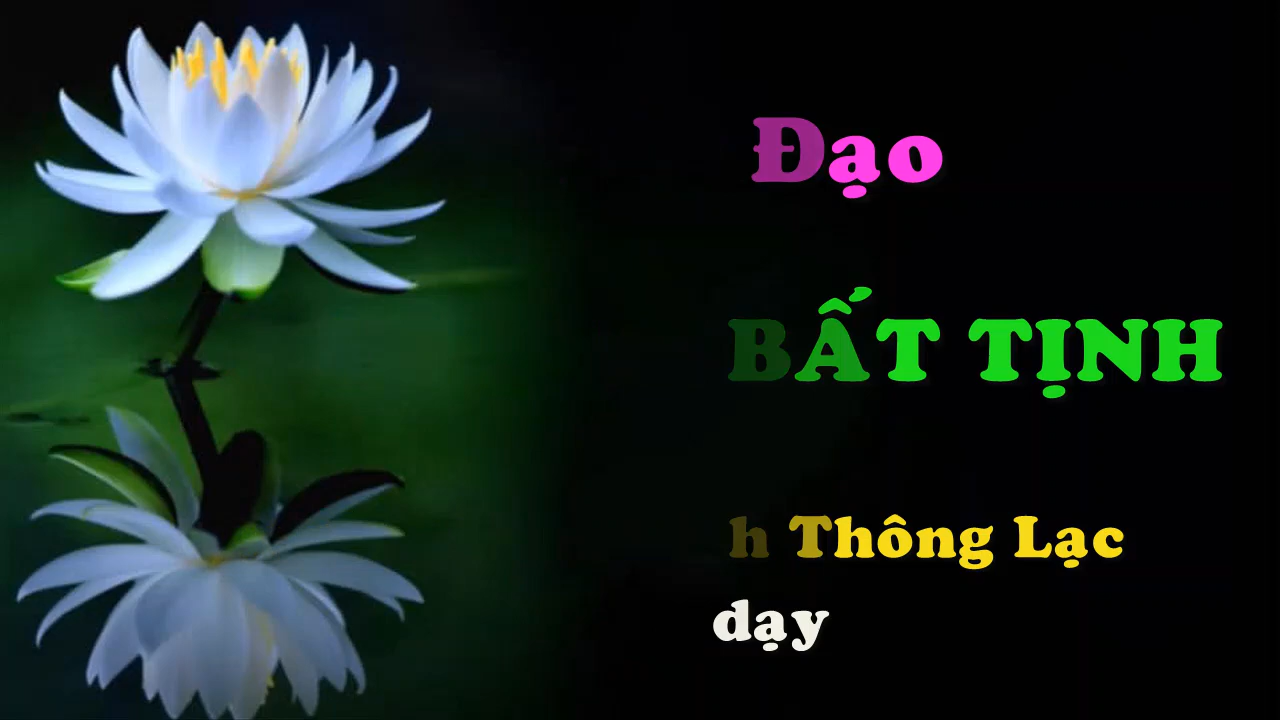 Đạo
BẤT TỊNH
h Thông Lạc
dạy